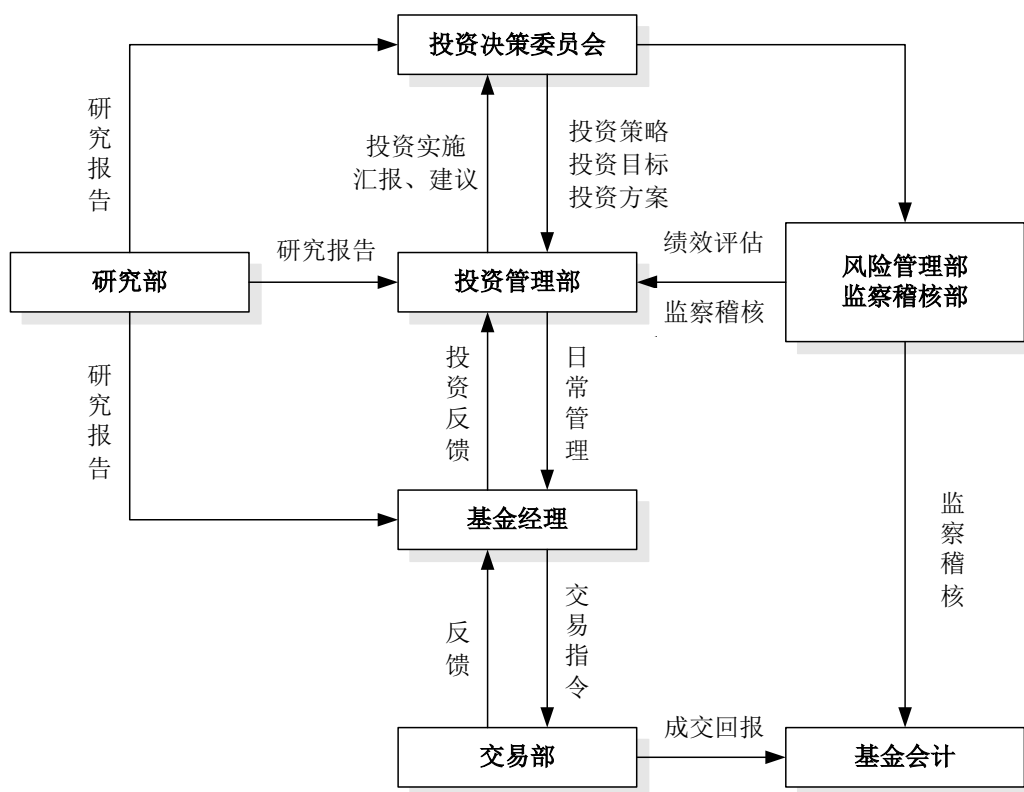 投资决策委员会
研究报告
投资实施
汇报、建议
投资策略
投资目标
投资方案
研究部
研究报告
投资管理部
绩效评估
监察稽核
风险管理部
监察稽核部
研究报告
投资反馈
日常管理
基金经理
监察稽核
反馈
交易指令
交易部
成交回报
基金会计